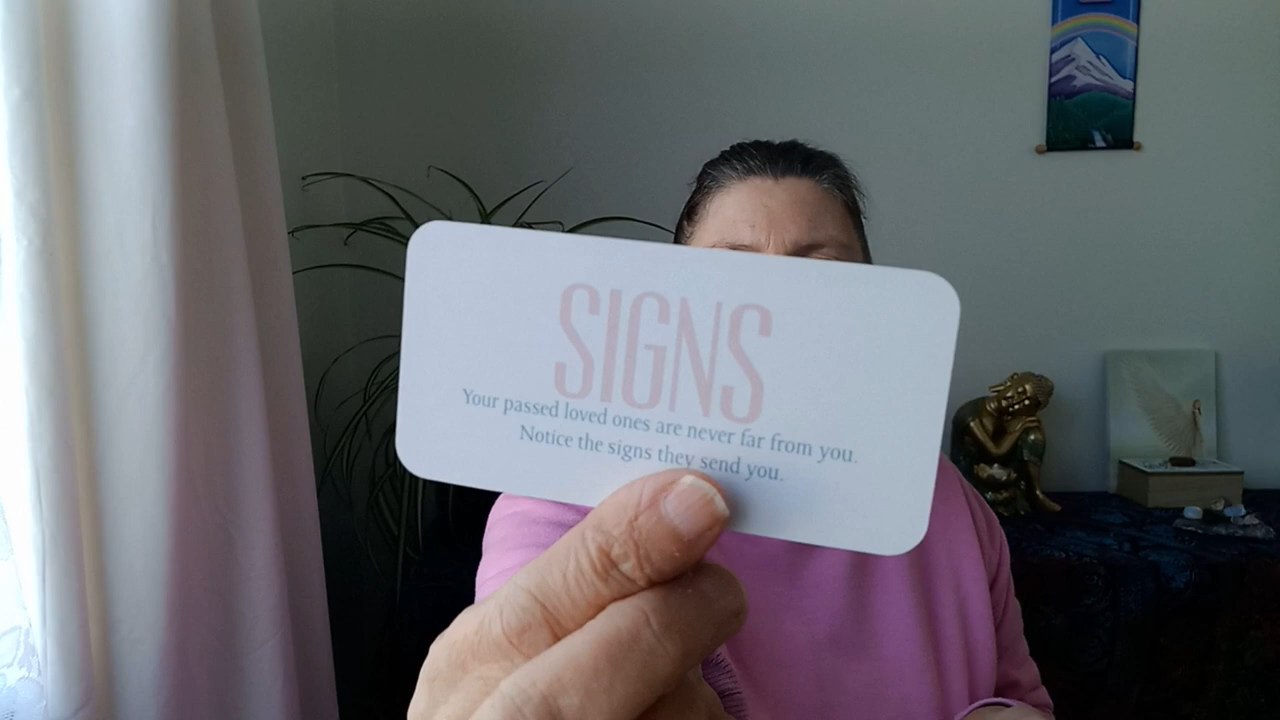 SIGNS
Your passed loved ones are never far from you.
Notice the signs they send you.